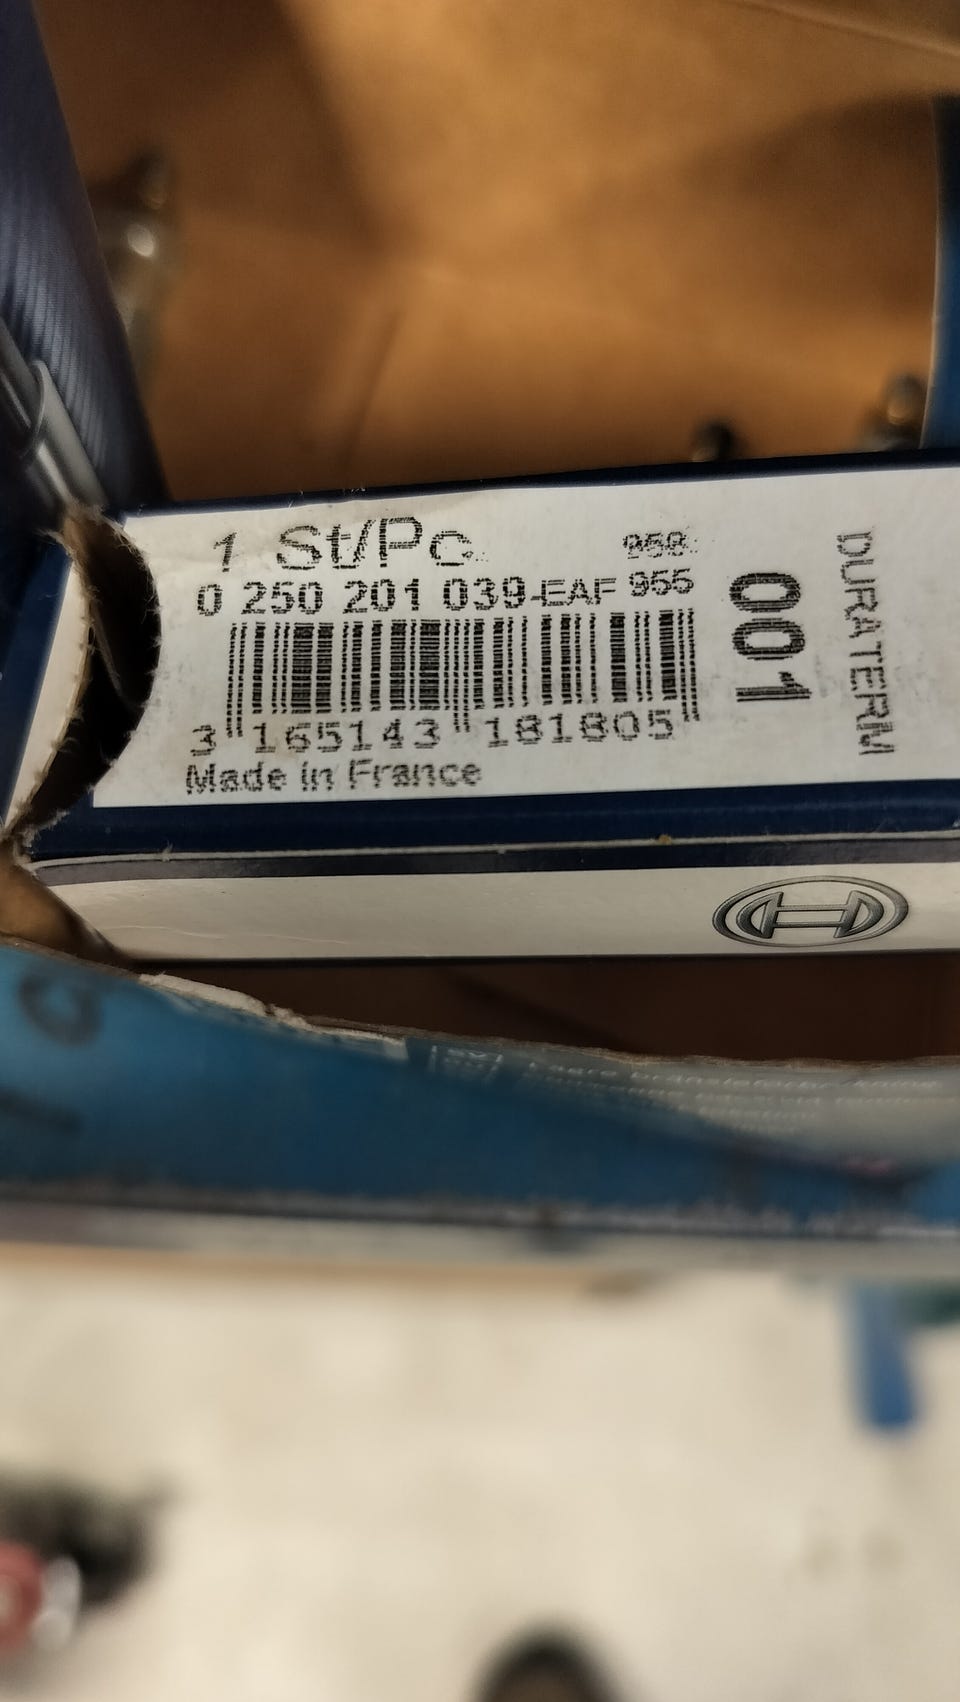 1 St/Pc.
958
0 250 201 039-EAF 955
001
DURATERM
3 165143 181805
Made in France